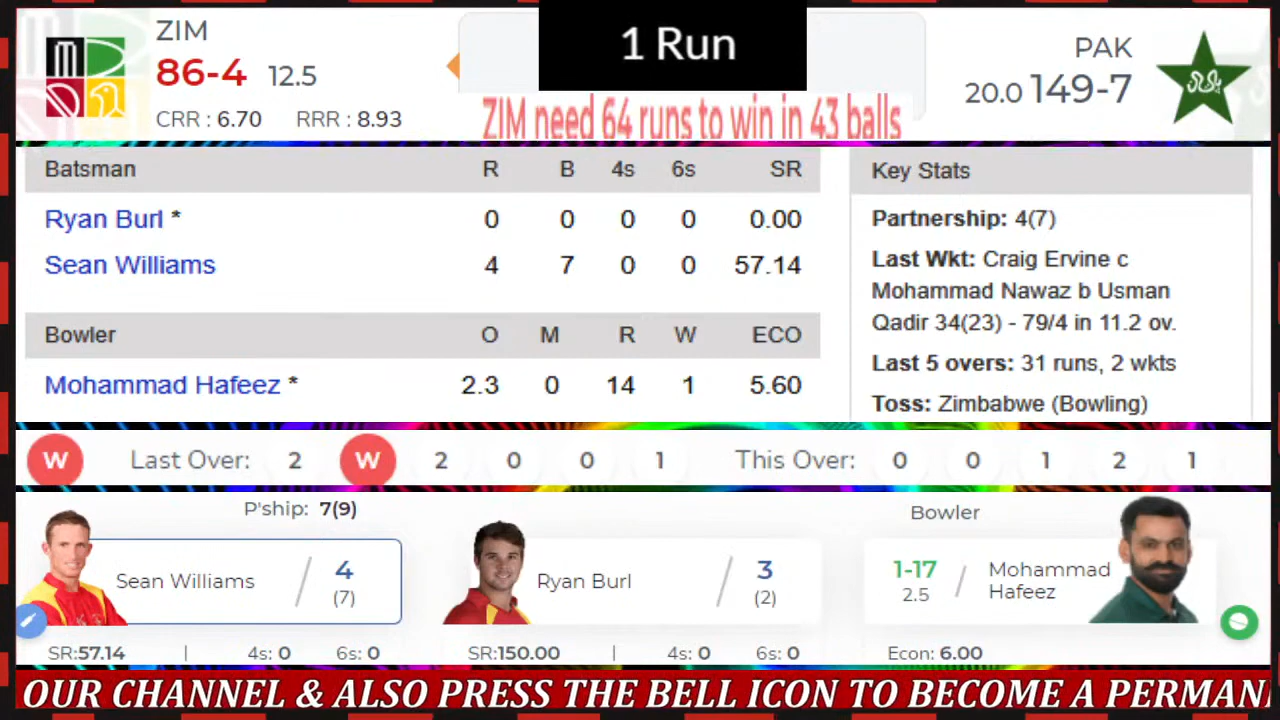 ZIM
86-4 12.5
CRR : 6.70 RRR : 8.93
1 Run
ZIM need 64 runs to win in 43 balls
PAK
20.0 149-7
Batsman R B 4s 6s SR
Ryan Burl * 0 0 0 0 0.00
Sean Williams 4 7 0 0 57.14
Bowler O M R W ECO
Mohammad Hafeez * 2.3 0 14 1 5.60
Key Stats
Partnership: 4(7)
Last Wkt: Craig Ervine c
Mohammad Nawaz b Usman
Qadir 34(23) - 79/4 in 11.2 ov.
Last 5 overs: 31 runs, 2 wkts
Toss: Zimbabwe (Bowling)
W Last Over: 2 W 2 0 0 1 This Over: 0 0 1 2 1
P'ship: 7(9)
Sean Williams / 4
(7)
SR:57.14 | 4s: 0 6s: 0
Ryan Burl / 3
(2)
SR:150.00 | 4s: 0 6s: 0
Bowler
1-17 / Mohammad
2.5 Hafeez
Econ: 6.00
OUR CHANNEL & ALSO PRESS THE BELL ICON TO BECOME A PERMAN